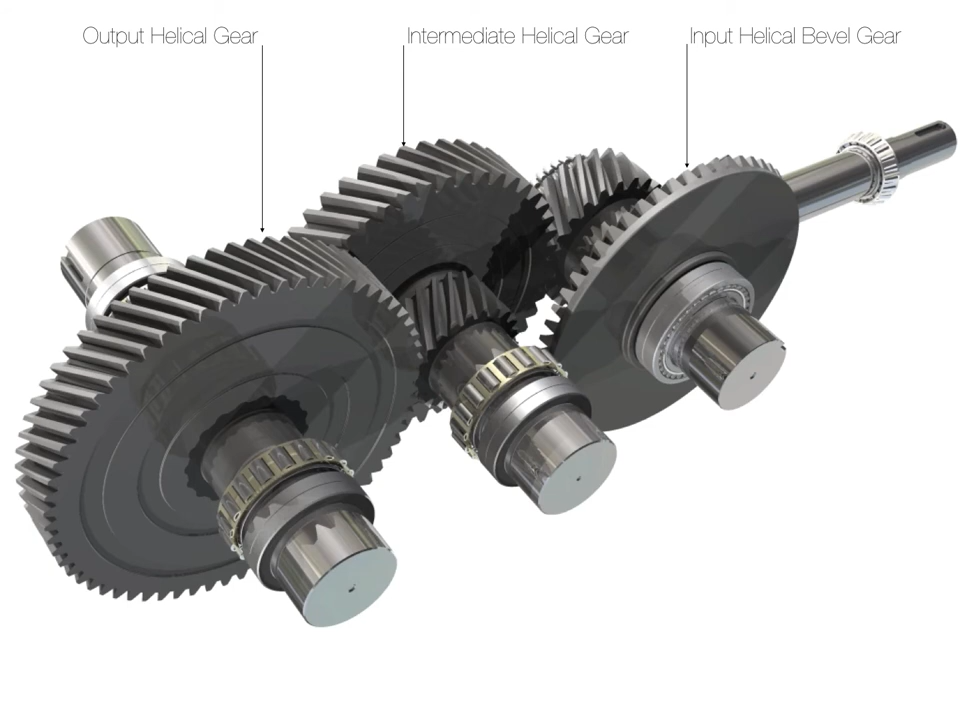 Output Helical Gear
Intermediate Helical Gear
Input Helical Bevel Gear